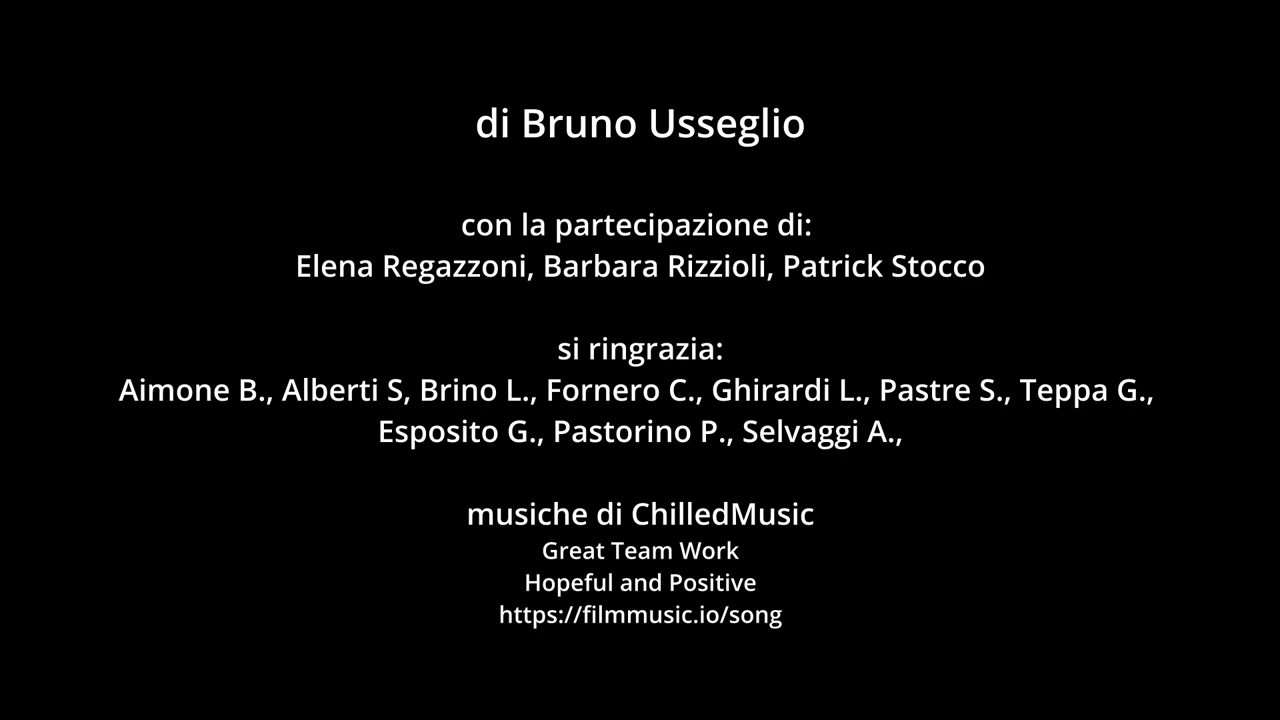 di Bruno Usseglio
con la partecipazione di:
Elena Regazzoni, Barbara Rizzioli, Patrick Stocco
si ringrazia:
Aimone B., Alberti S, Brino L., Fornero C., Ghirardi L., Pastre S., Teppa G.,
Esposito G., Pastorino P., Selvaggi A.,
musiche di ChilledMusic
Great Team Work
Hopeful and Positive
https://filmmusic.io/song